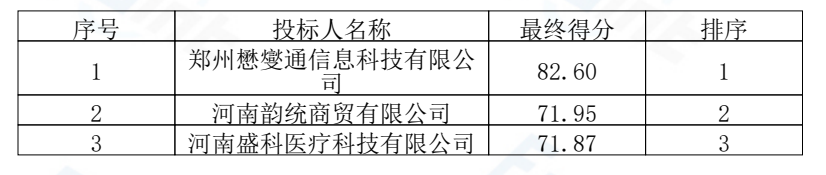 序号 投标人名称 最终得分 排序
1 郑州懋燮通信息科技有限公
司 82.60 1
2 河南韵统商贸有限公司 71.95 2
3 河南盛科医疗科技有限公司 71.87 3